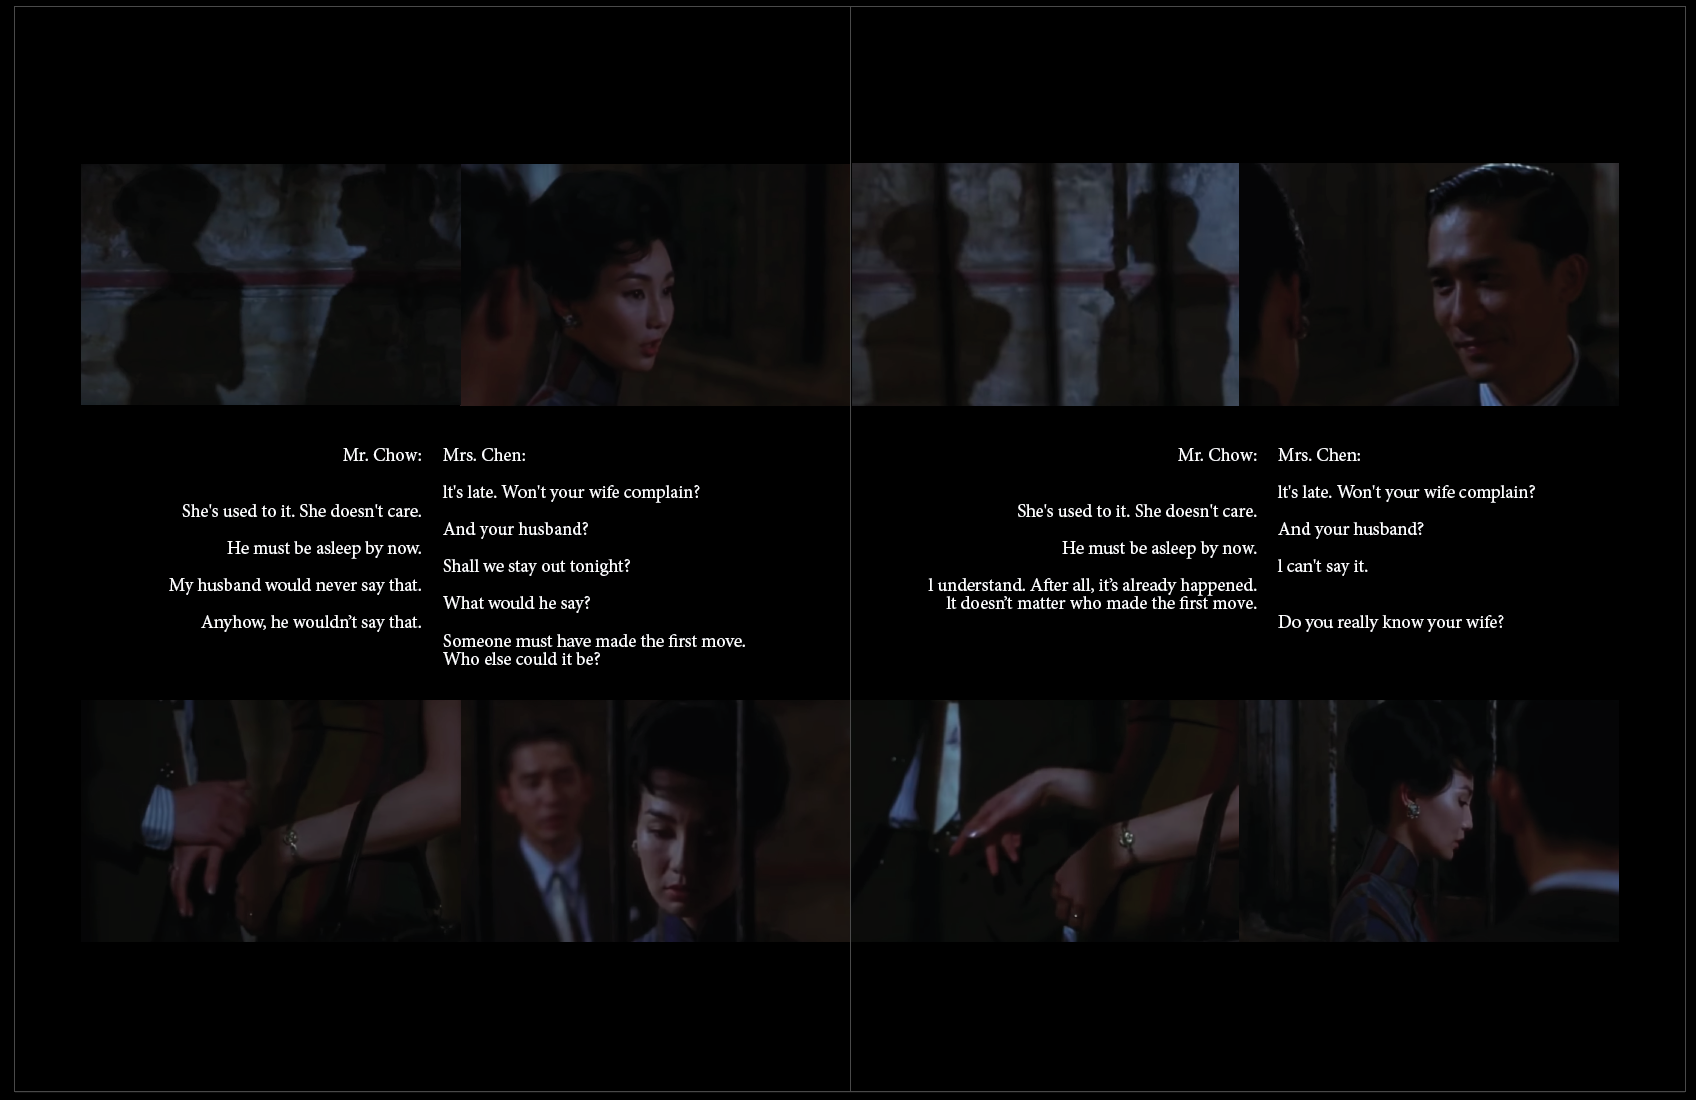 Mr. Chow:
Mrs. Chen:
It's late. Won't your wife complain?
She's used to it. She doesn't care.
And your husband?
He must be asleep by now.
Shall we stay out tonight?
My husband would never say that.
What would he say?
Anyhow, he wouldn’t say that.
Someone must have made the first move.
Who else could it be?
Mr. Chow:
Mrs. Chen:
It's late. Won't your wife complain?
She's used to it. She doesn't care.
And your husband?
He must be asleep by now.
I can't say it.
I understand. After all, it’s already happened.
It doesn’t matter who made the first move.
Do you really know your wife?